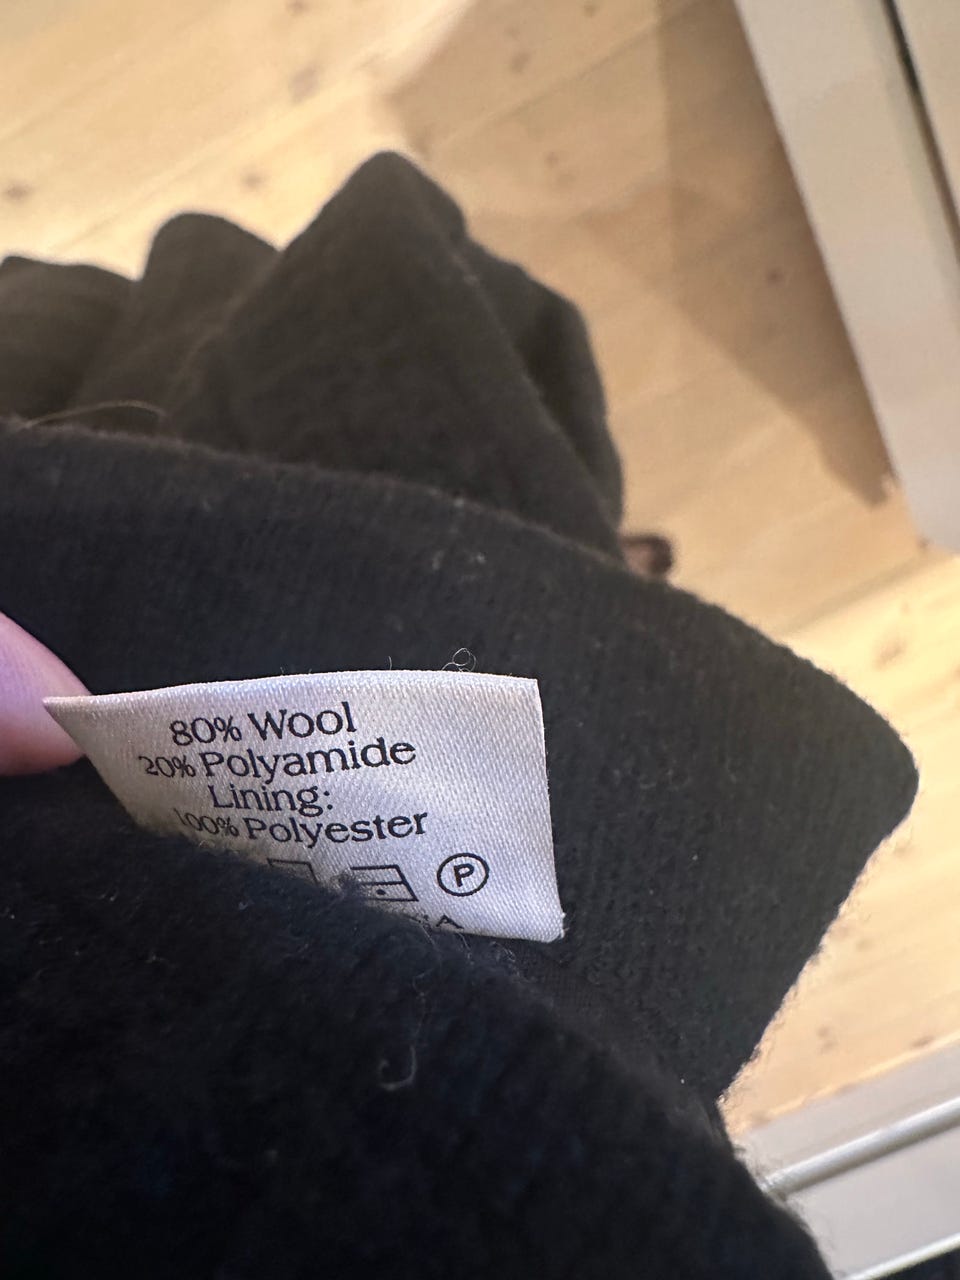 80% Wool
20% Polyamide
Lining:
100% Polyester
P